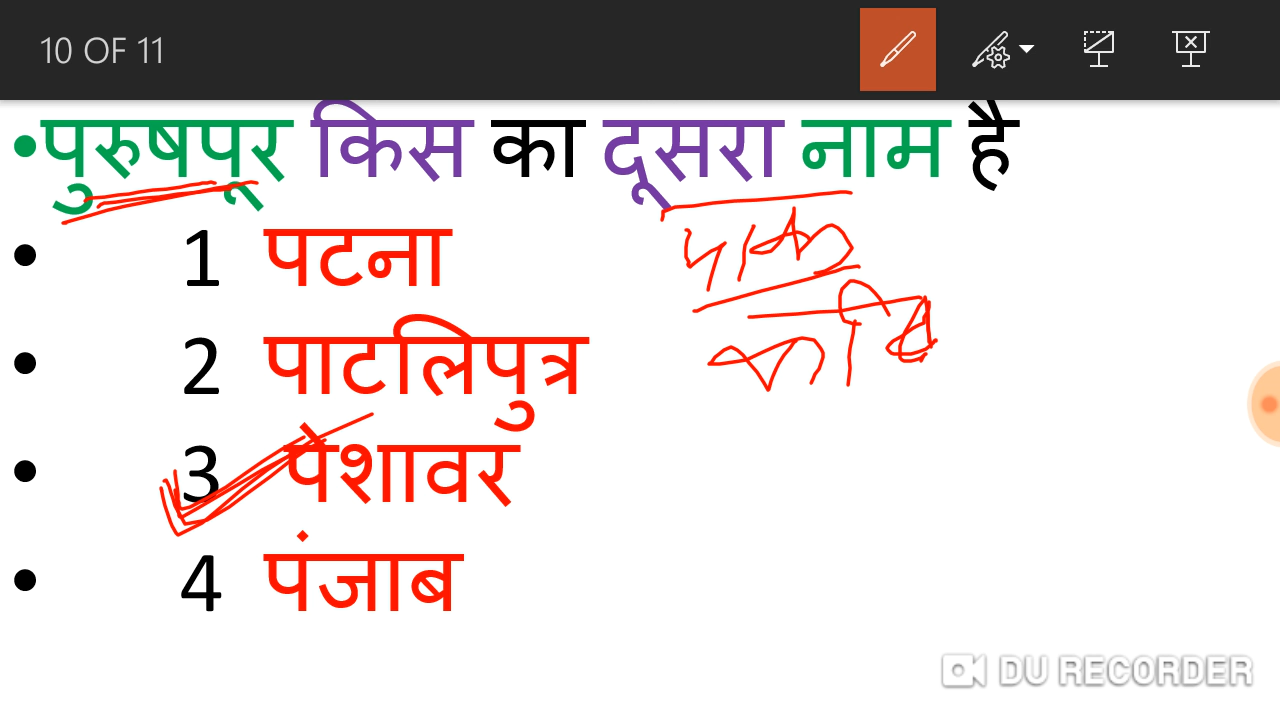 10 OF 11
•पुरुषपूर किस का दूसरा नाम है
• 1 पटना
• 2 पाटलिपुत्र
• 3 पेशावर
• 4 पंजाब
DU RECORDER